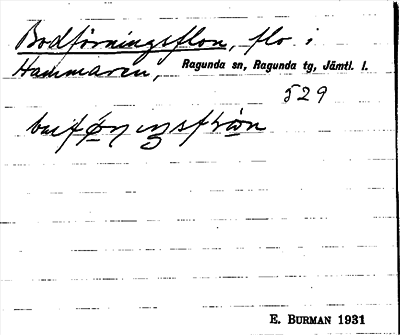 Bodförningsflon, flo i
Hammaren, Ragunda sn, Ragunda tg, Jämtl. l.
529
E. BURMAN 1931